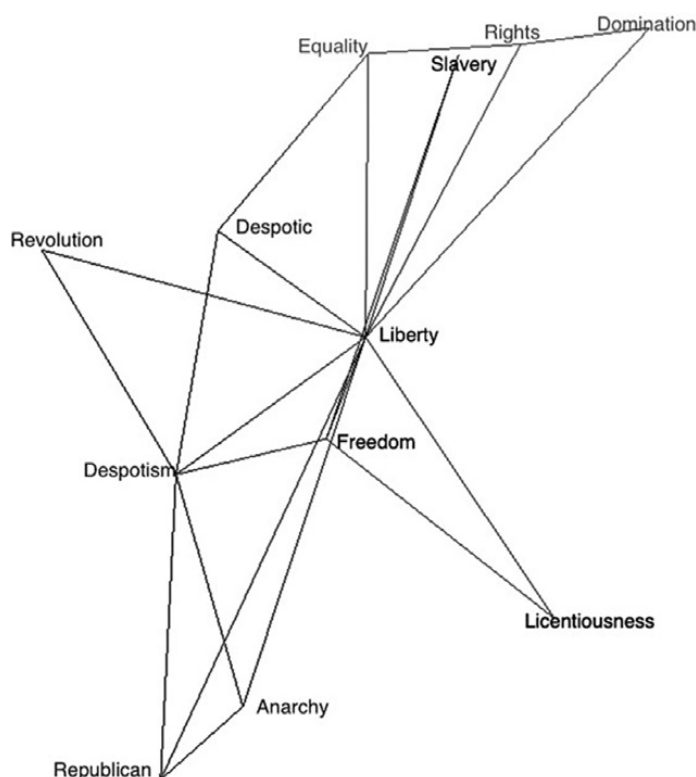 Domination
Rights
Equality
Slavery
Despotic
Revolution
Liberty
Freedom
Despotism
Licentiousness
Anarchy
Republican